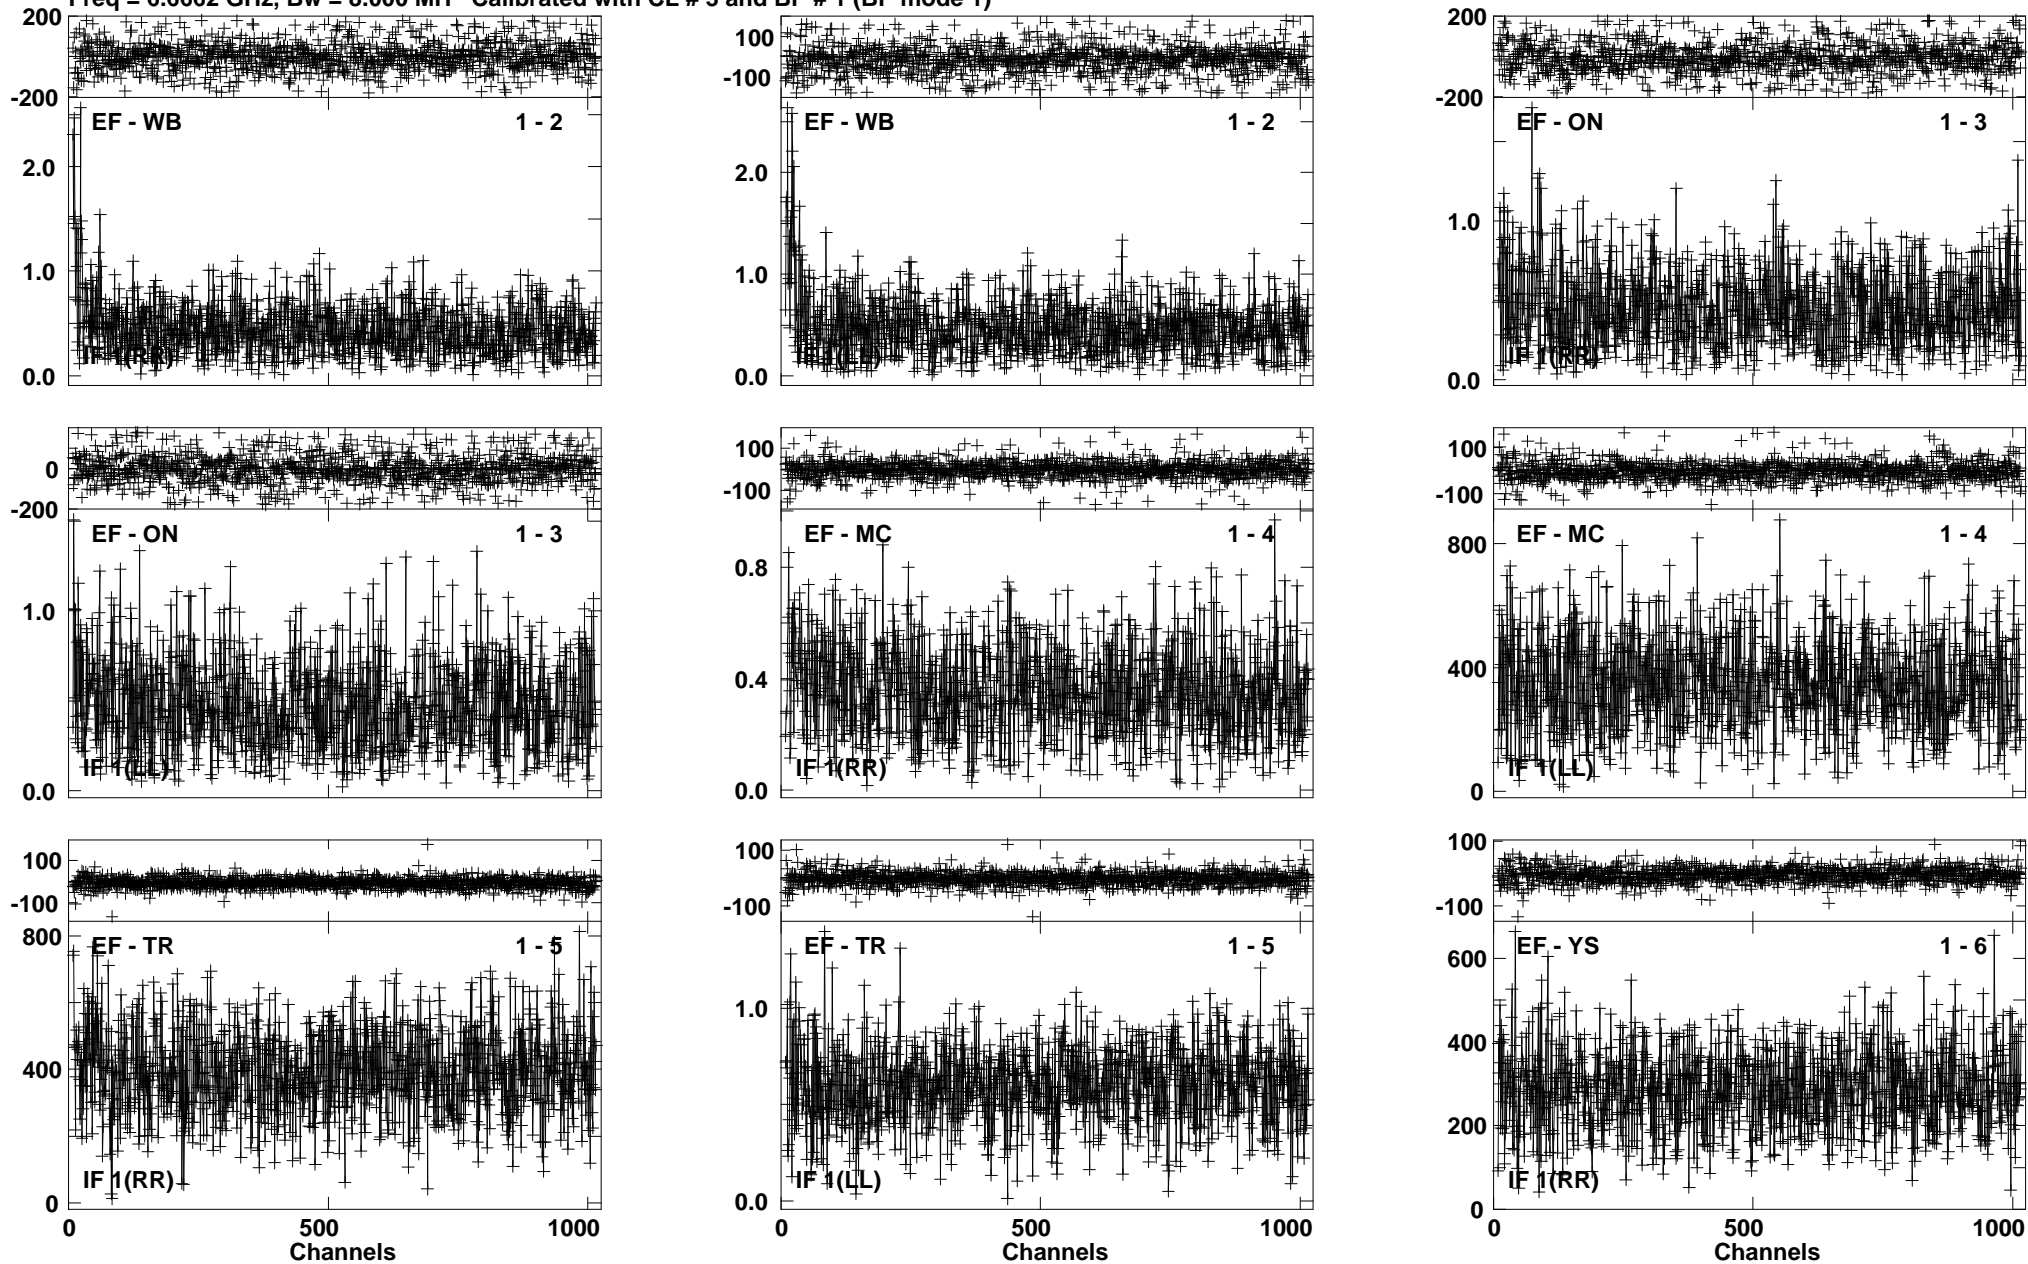 Freq = 6.6662 GHz, Bw = 8.000 MH Calibrated with CL # 3 and BP # 1 (BP mode 1)
200
-200
EF - WB 1 - 2
2.0
1.0
0.0
IF 1(RR)
100
-100
EF - WB 1 - 2
2.0
1.0
0.0
IF 1(LL)
200
-200
EF - ON 1 - 3
1.0
0.0
IF 1(RR)
0
-200
EF - ON 1 - 3
1.0
0.0
IF 1(LL)
100
-100
EF - MC 1 - 4
0.8
0.4
0.0
IF 1(RR)
100
-100
EF - MC 1 - 4
800
400
0
IF 1(LL)
100
-100
EF - TR 1 - 5
800
400
0
IF 1(RR)
0 500 1000
Channels
100
-100
EF - TR 1 - 5
1.0
0.0
IF 1(LL)
0 500 1000
Channels
100
-100
EF - YS 1 - 6
600
400
200
0
IF 1(RR)
0 500 1000
Channels